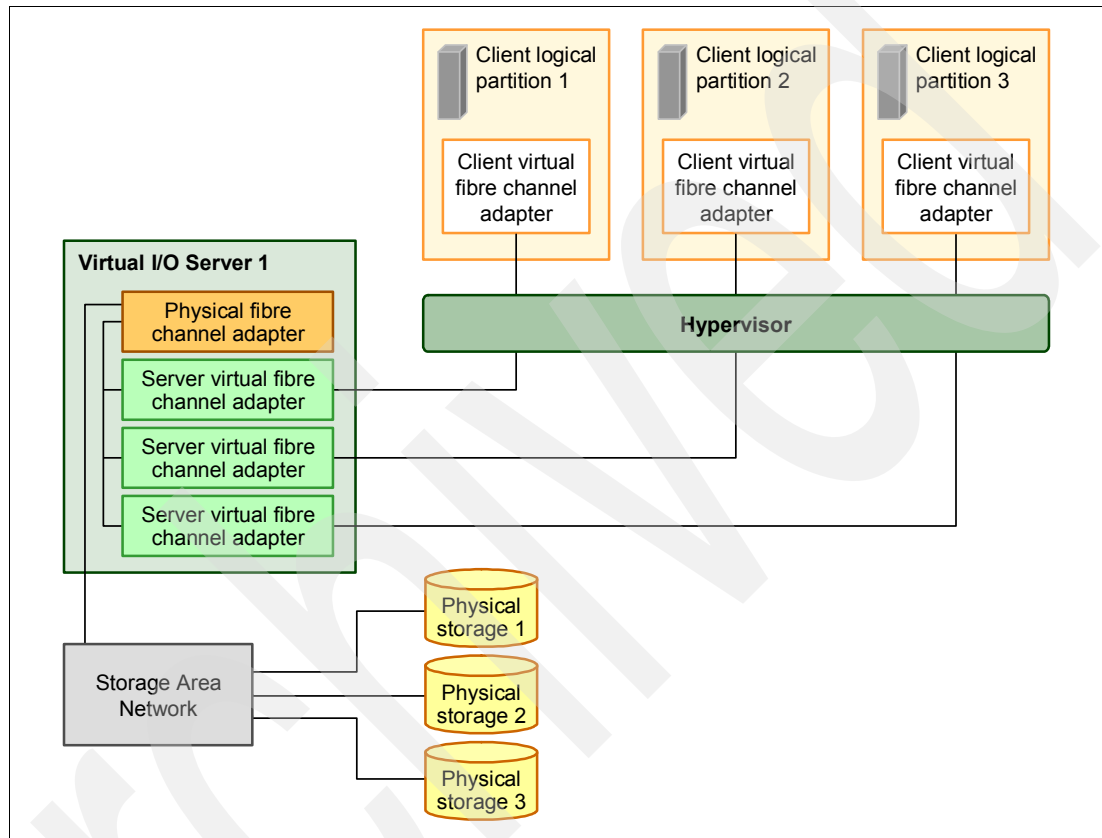 Client logical
partition 1
Client logical
partition 2
Client logical
partition 3
Client virtual
fibre channel
adapter
Client virtual
fibre channel
adapter
Client virtual
fibre channel
adapter
Virtual I/O Server 1
Physical fibre
channel adapter
Hypervisor
Server virtual fibre
channel adapter
Server virtual fibre
channel adapter
Server virtual fibre
channel adapter
Storage Area
Network
Physical
storage 1
Physical
storage 2
Physical
storage 3